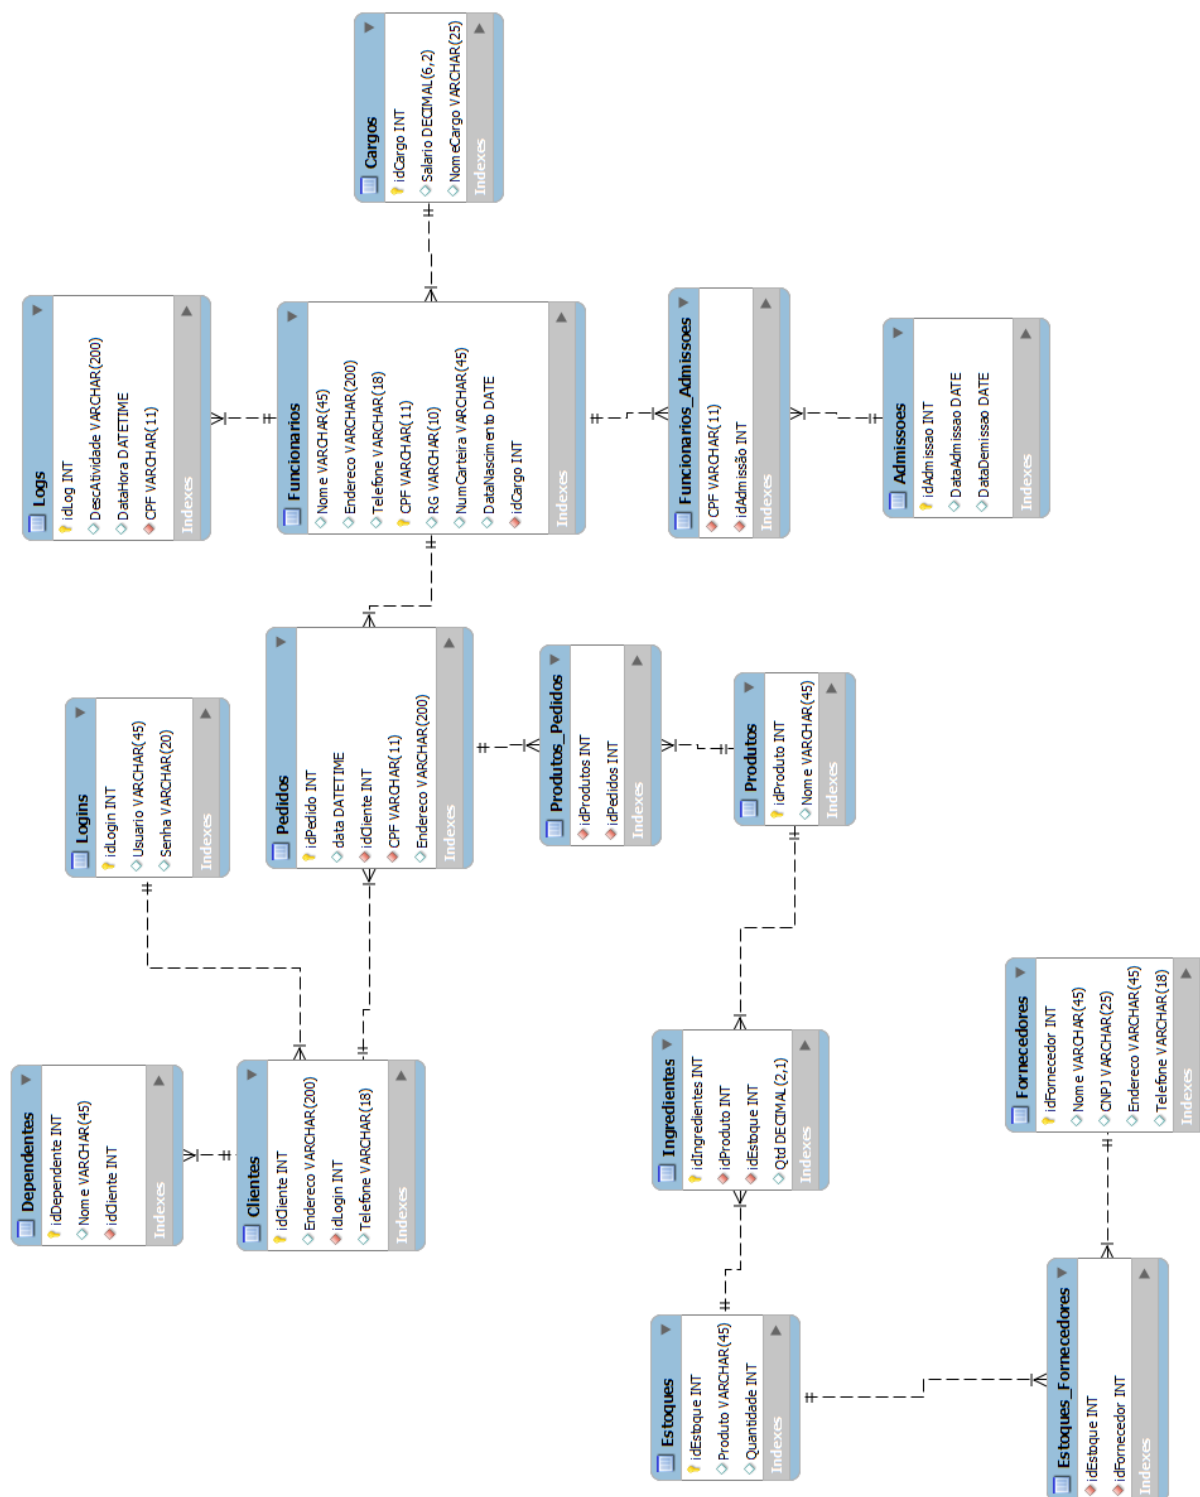 Dependentes
idDependente INT
Nome VARCHAR(45)
idCliente INT
Indexes
Logins
idLogin INT
Usuario VARCHAR(45)
Senha VARCHAR(20)
Indexes
Logs
idLog INT
DescAtividade VARCHAR(200)
DataHora DATETIME
CPF VARCHAR(11)
Indexes
Clientes
idCliente INT
Endereco VARCHAR(200)
idLogin INT
Telefone VARCHAR(18)
Indexes
Pedidos
idPedido INT
data DATETIME
idCliente INT
CPF VARCHAR(11)
Endereco VARCHAR(200)
Indexes
Funcionarios
Nome VARCHAR(45)
Endereco VARCHAR(200)
Telefone VARCHAR(18)
CPF VARCHAR(11)
RG VARCHAR(10)
NumCarteira VARCHAR(45)
DataNascimento DATE
idCargo INT
Indexes
Cargos
idCargo INT
Salario DECIMAL(6,2)
NomeCargo VARCHAR(25)
Indexes
Estoques
idEstoque INT
Produto VARCHAR(45)
Quantidade INT
Indexes
Ingredientes
idIngredientes INT
idProduto INT
idEstoque INT
Qtd DECIMAL(2,1)
Indexes
Produtos_Pedidos
idProdutos INT
idPedidos INT
Indexes
Produtos
idProduto INT
Nome VARCHAR(45)
Indexes
Funcionarios_Admissoes
CPF VARCHAR(11)
idAdmissão INT
Indexes
Admissoes
idAdmissao INT
DataAdmissao DATE
DataDemissao DATE
Indexes
Estoques_Fornecedores
idEstoque INT
idFornecedor INT
Indexes
Fornecedores
idFornecedor INT
Nome VARCHAR(45)
CNPJ VARCHAR(25)
Endereco VARCHAR(45)
Telefone VARCHAR(18)
Indexes